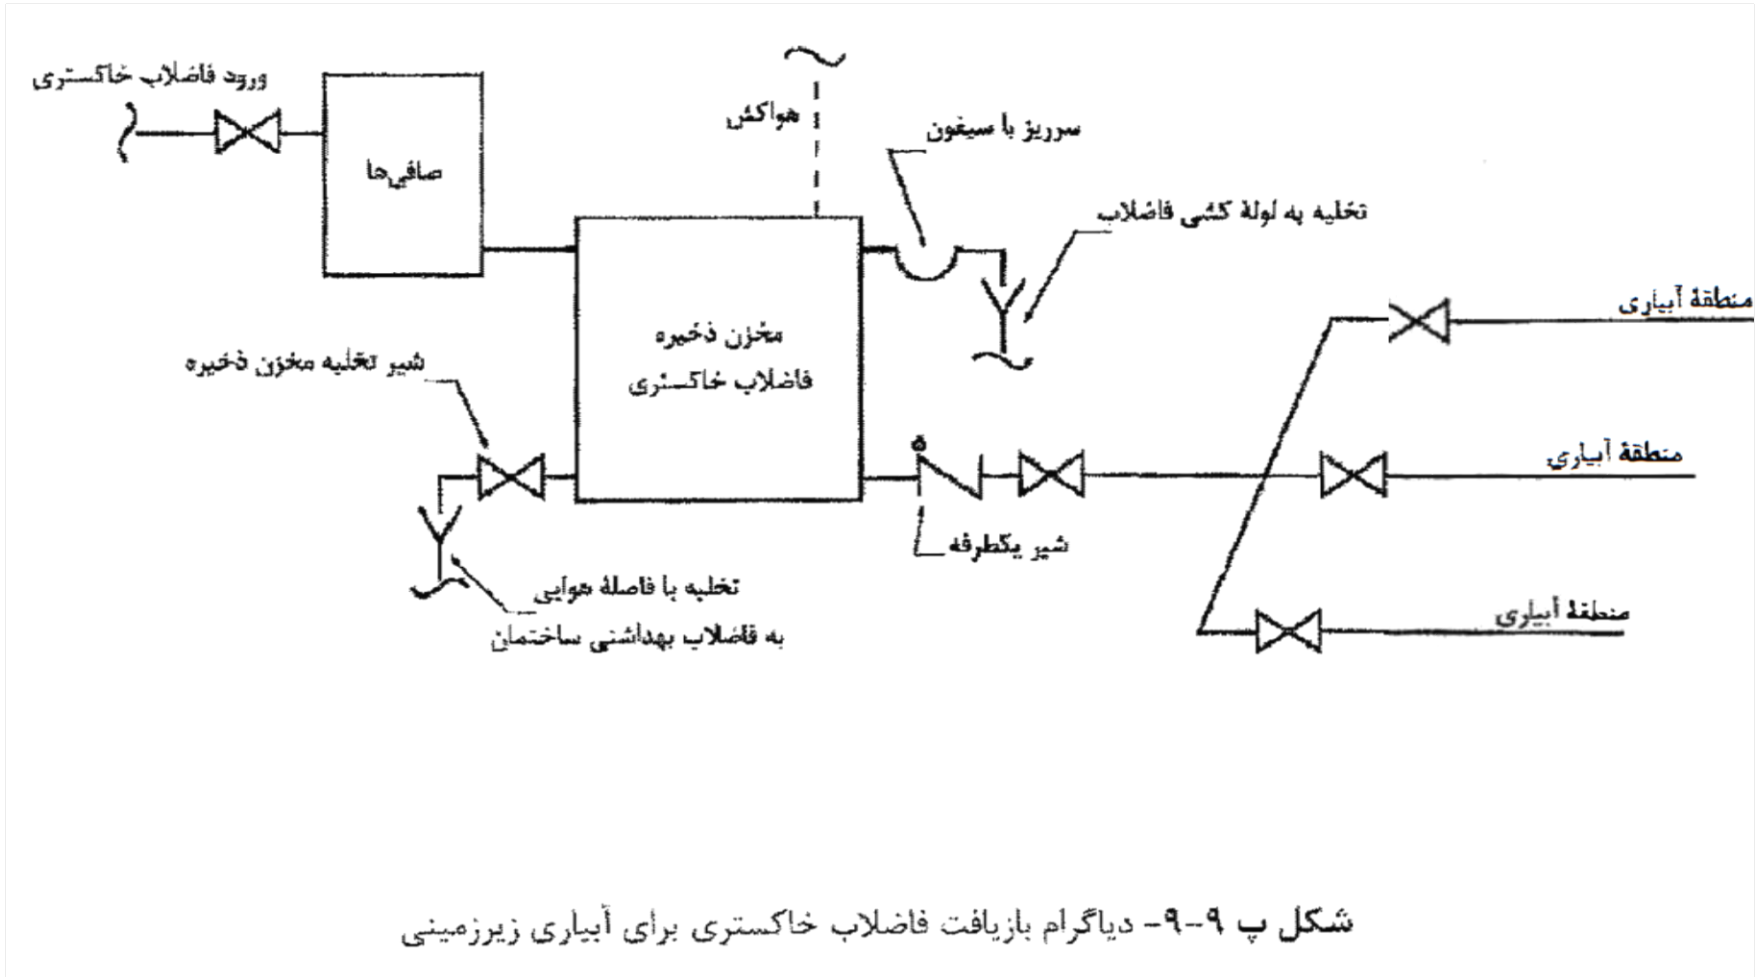 ورود فاضلاب خاکستری
هواکش
سرریز با سیفون
صافی‌ها
تخلیه به لولهٔ کشی فاضلاب
منطقهٔ آبیاری
مخزن ذخیره
فاضلاب خاکستری
شیر تخلیه مخزن ذخیره
منطقهٔ آبیاری
شیر یکطرفه
تخلیه با فاصلهٔ هوایی
به فاضلاب بهداشتی ساختمان
منطقهٔ آبیاری
شکل پ ۹-۹- دیاگرام بازیافت فاضلاب خاکستری برای آبیاری زیرزمینی